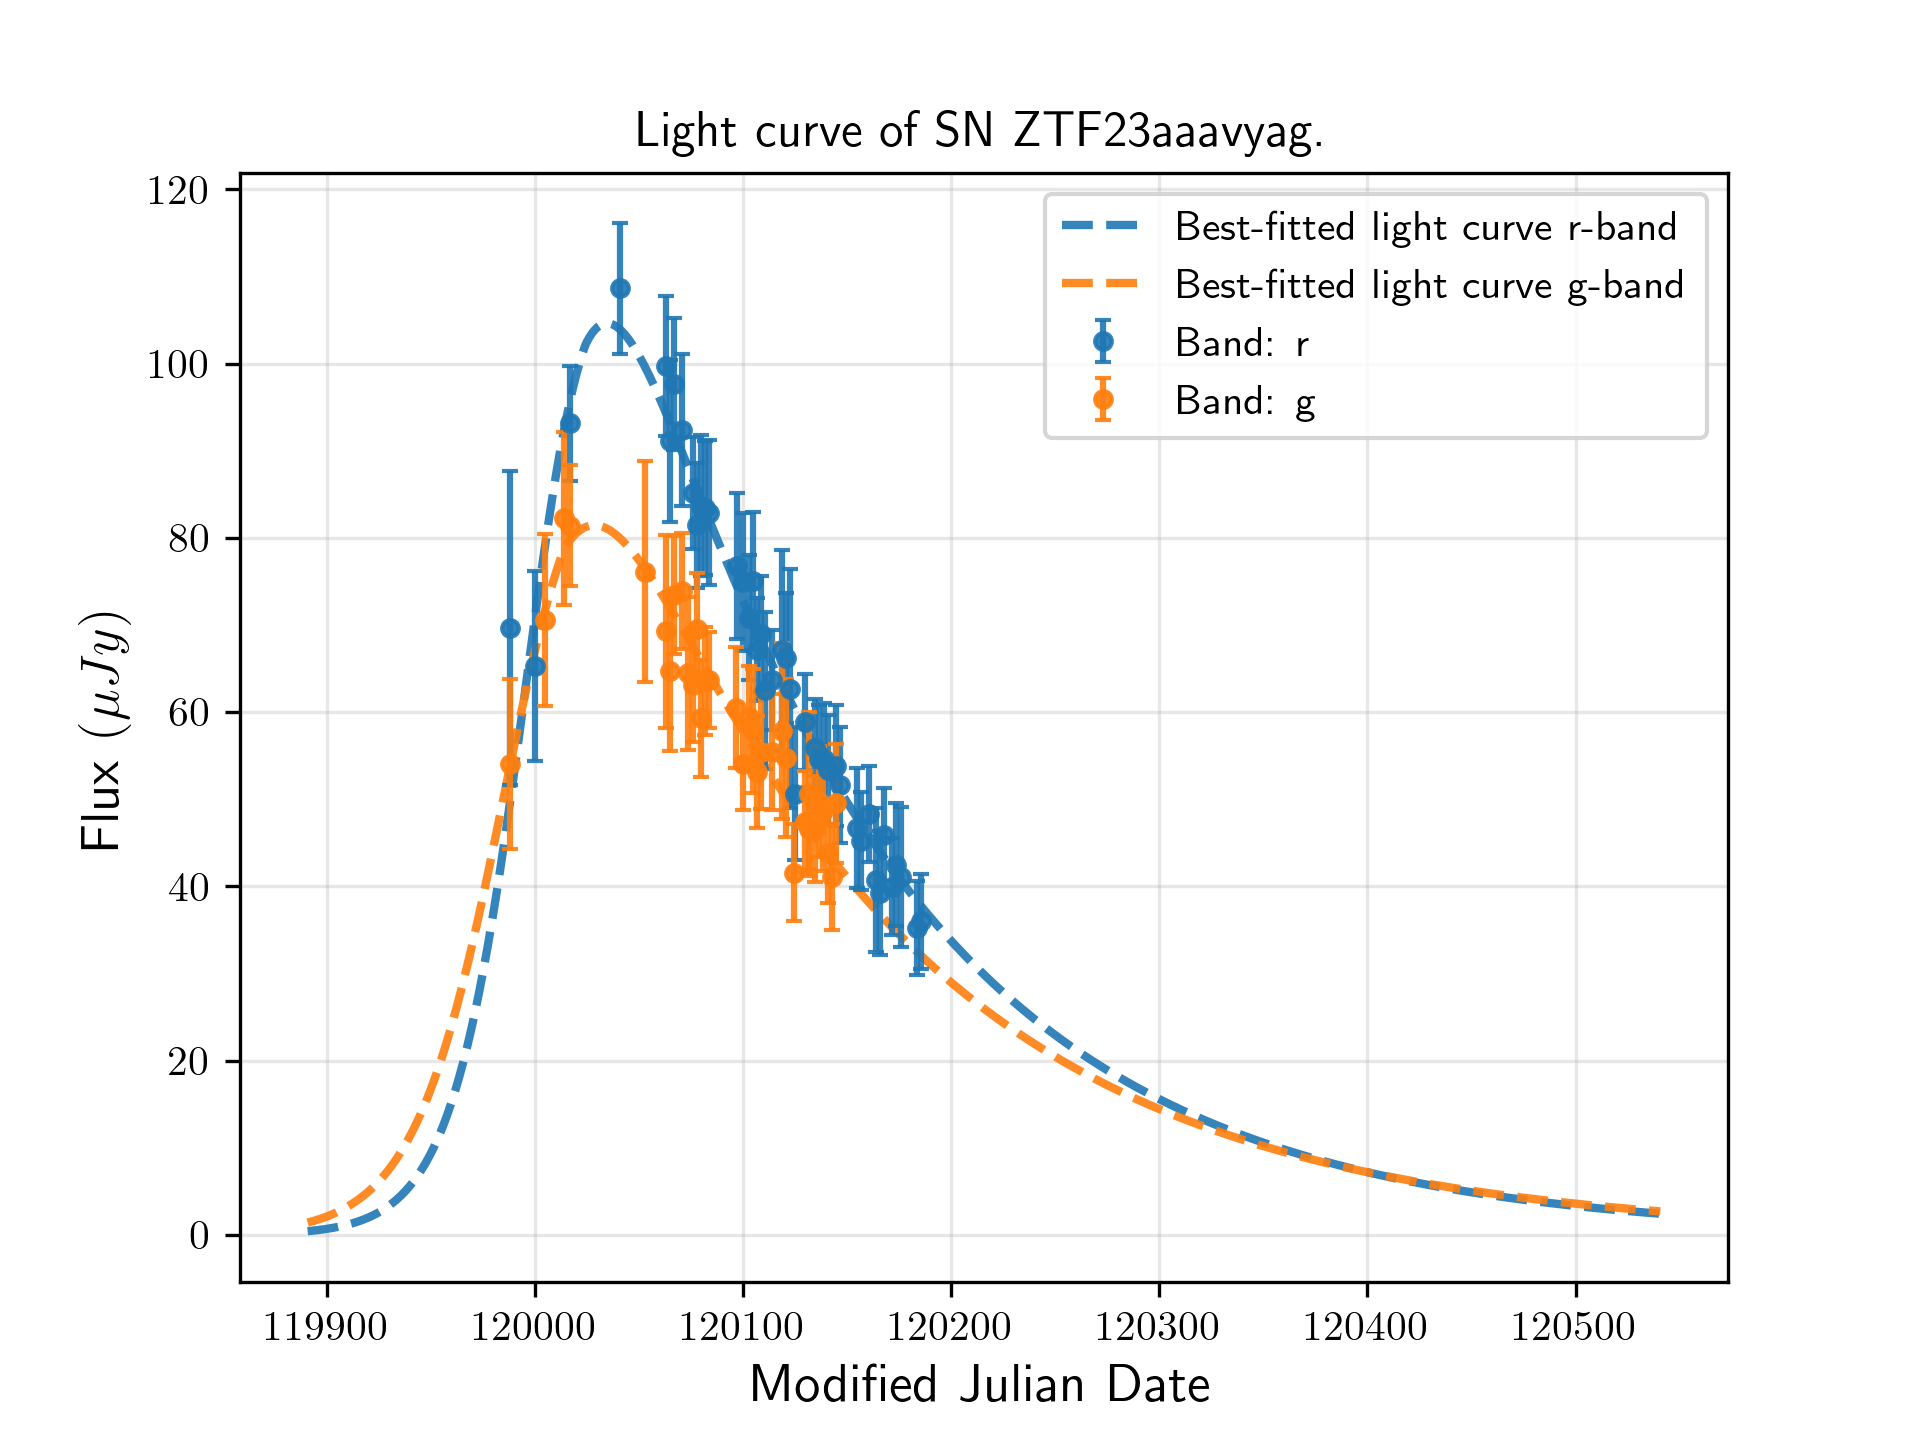 Light curve of SN ZTF23aaavyag.
120
100
80
60
40
20
0
Flux (μJy)
Best-fitted light curve r-band
Best-fitted light curve g-band
Band: r
Band: g
119900 120000 120100 120200 120300 120400 120500
Modified Julian Date